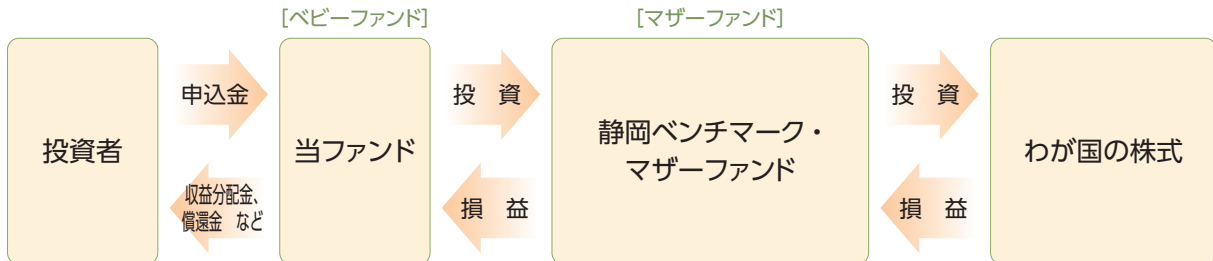 [ベビーファンド]
[マザーファンド]
投資者
申込金
収益分配金、
償還金 など
当ファンド
投 資
損 益
静岡ベンチマーク・
マザーファンド
投 資
損 益
わが国の株式